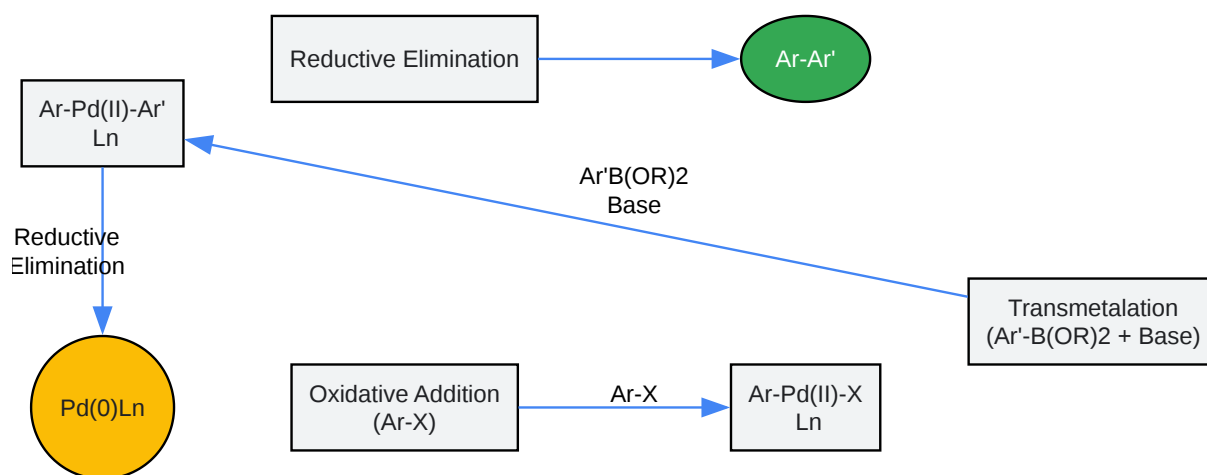 Reductive Elimination
Ar-Ar'
Ar-Pd(II)-Ar'
Ln
Ar'B(OR)2
Base
Reductive
Elimination
Transmetalation
(Ar'-B(OR)2 + Base)
Pd(0)Ln
Oxidative Addition
(Ar-X)
Ar-X
Ar-Pd(II)-X
Ln